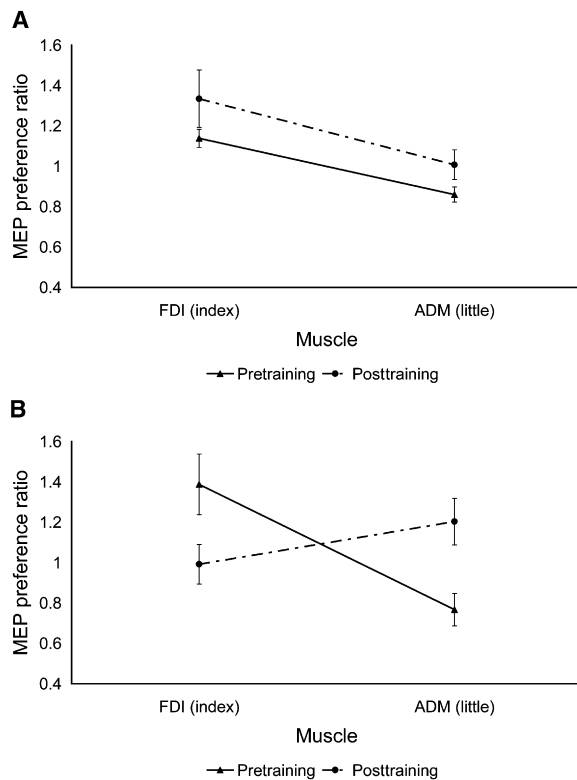 A
MEP preference ratio
1.6
1.4
1.2
1
0.8
0.6
0.4
FDI (index)
ADM (little)
Muscle
Pretraining
Posttraining
B
MEP preference ratio
1.6
1.4
1.2
1
0.8
0.6
0.4
FDI (index)
ADM (little)
Muscle
Pretraining
Posttraining